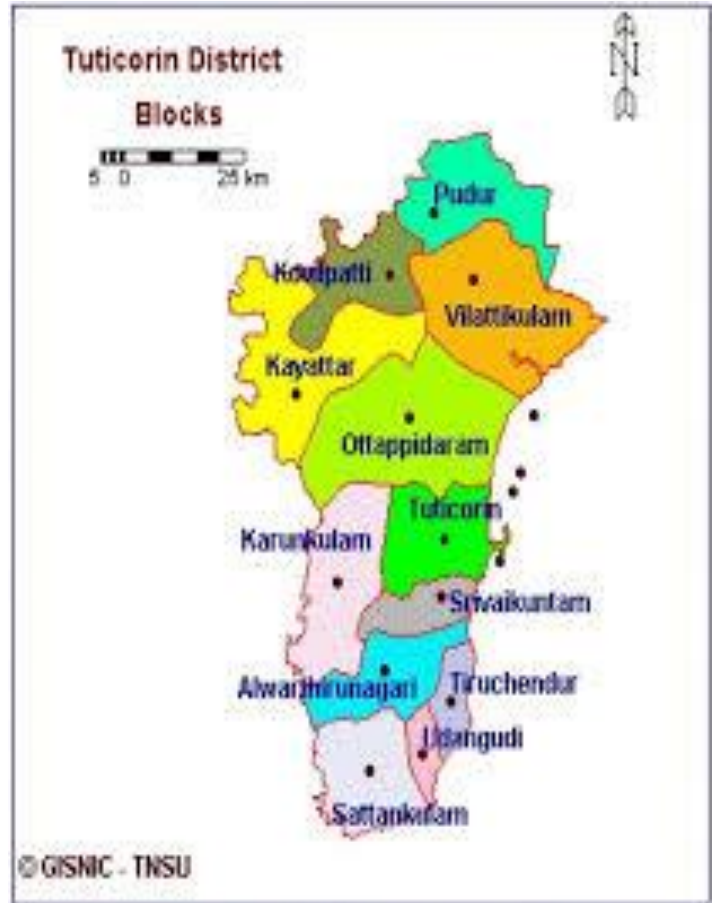 Tuticorin District
Blocks
N
5 0 25 km
Pudur
Kovilpatti
Vilattikulam
Kayattar
Ottappidaram
Tuticorin
Karunkulam
Srivaikuntam
Alwarthirunagari
Tiruchendur
Udangudi
Sattankulam
© GISNIC - TNSU